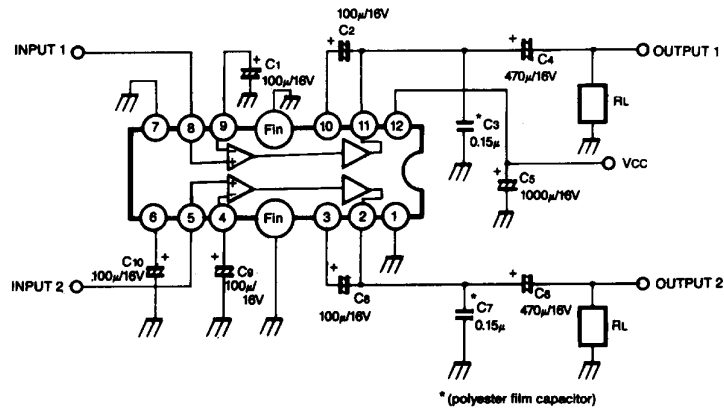 100μ/16V
INPUT 1
C2
C1
100μ/16V
C4
470μ/16V
OUTPUT 1
RL
7
8
9
Fin
10
11
12
* C3
0.15μ
VCC
C5
1000μ/16V
6
5
4
Fin
3
2
1
C10
100μ/16V
C9
100μ/
16V
INPUT 2
C8
100μ/16V
*
C7
0.15μ
C6
470μ/16V
OUTPUT 2
RL
* (polyester film capacitor)